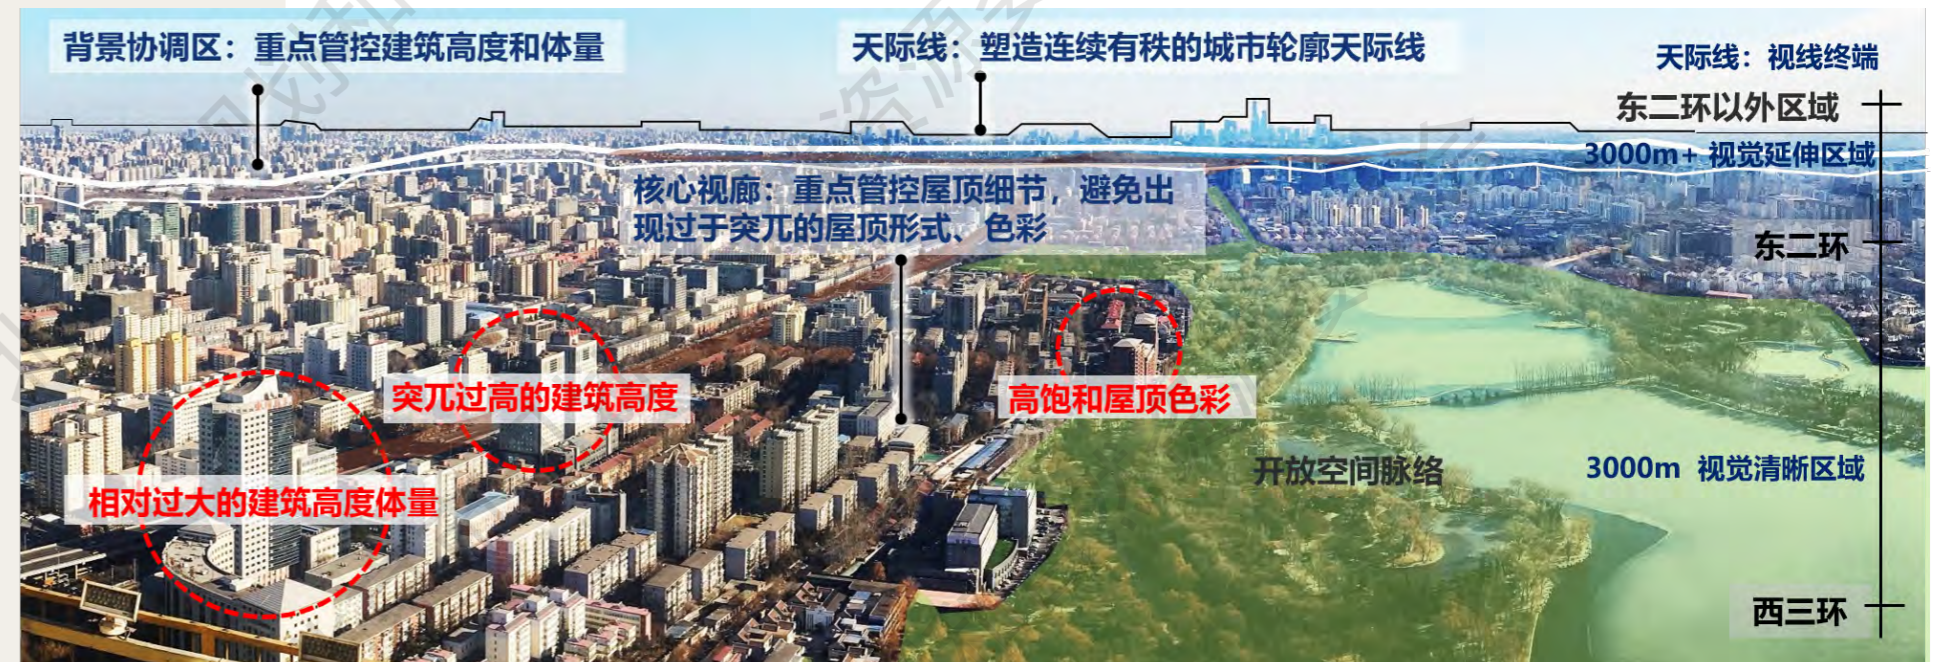 背景协调区：重点管控建筑高度和体量
天际线：塑造连续有秩的城市轮廓天际线
天际线：视线终端
东二环以外区域
3000m+ 视觉延伸区域
核心视廊：重点管控屋顶细节，避免出
现过于突兀的屋顶形式、色彩
东二环
突兀过高的建筑高度
高饱和屋顶色彩
开放空间脉络
3000m 视觉清晰区域
相对过大的建筑高度体量
西三环